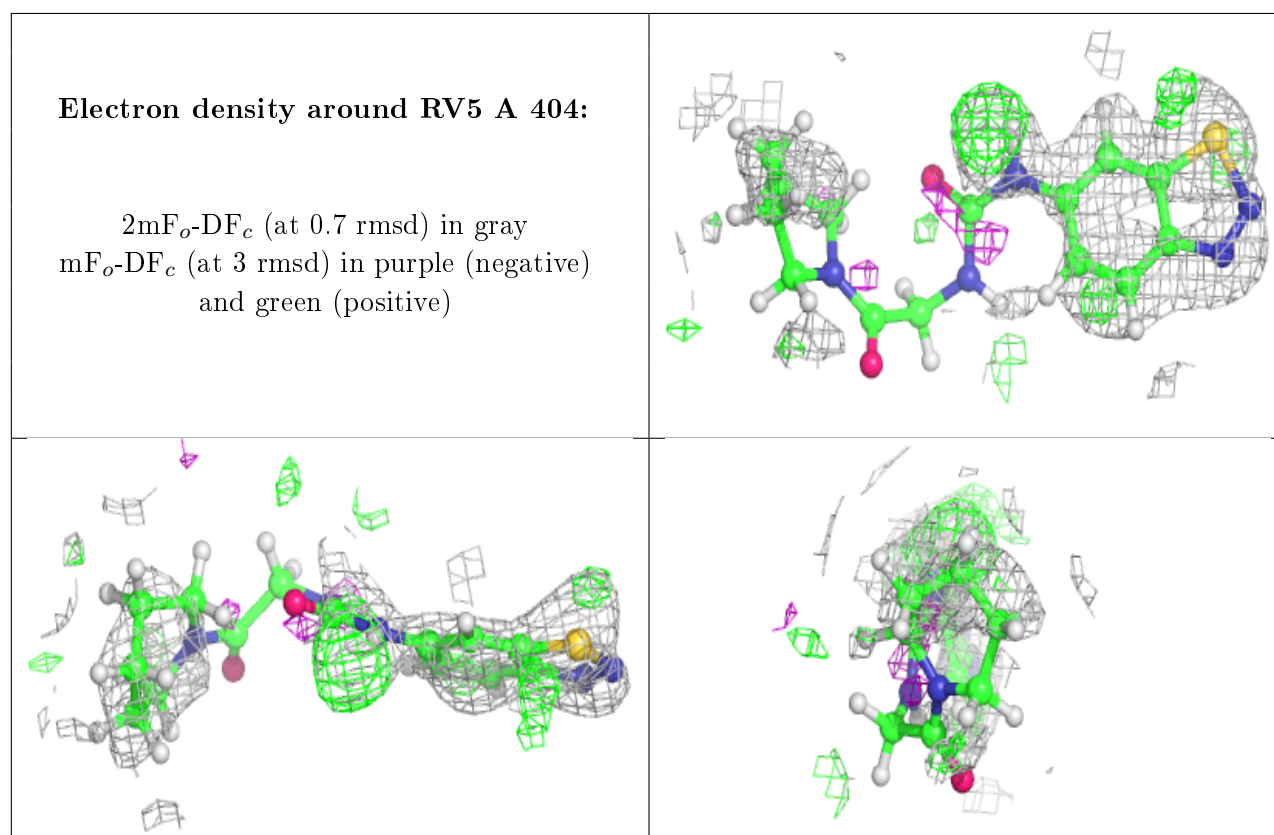 Electron density around RV5 A 404:
2mFo-DFc (at 0.7 rmsd) in gray
mFo-DFc (at 3 rmsd) in purple (negative)
and green (positive)